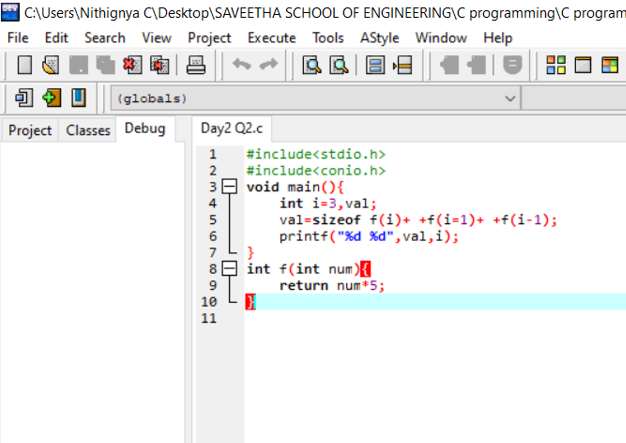 DEV C:\Users\Nithignya C\Desktop\SAVEETHA SCHOOL OF ENGINEERING\C programming\C program
File Edit Search View Project Execute Tools AStyle Window Help
(globals)
Project Classes Debug Day2 Q2.c
1 #include<stdio.h>
2 #include<conio.h>
3 void main(){
4 int i=3,val;
5 val=sizeof f(i)+ +f(i=1)+ +f(i-1);
6 printf("%d %d",val,i);
7 }
8 int f(int num){
9 return num*5;
10 }
11